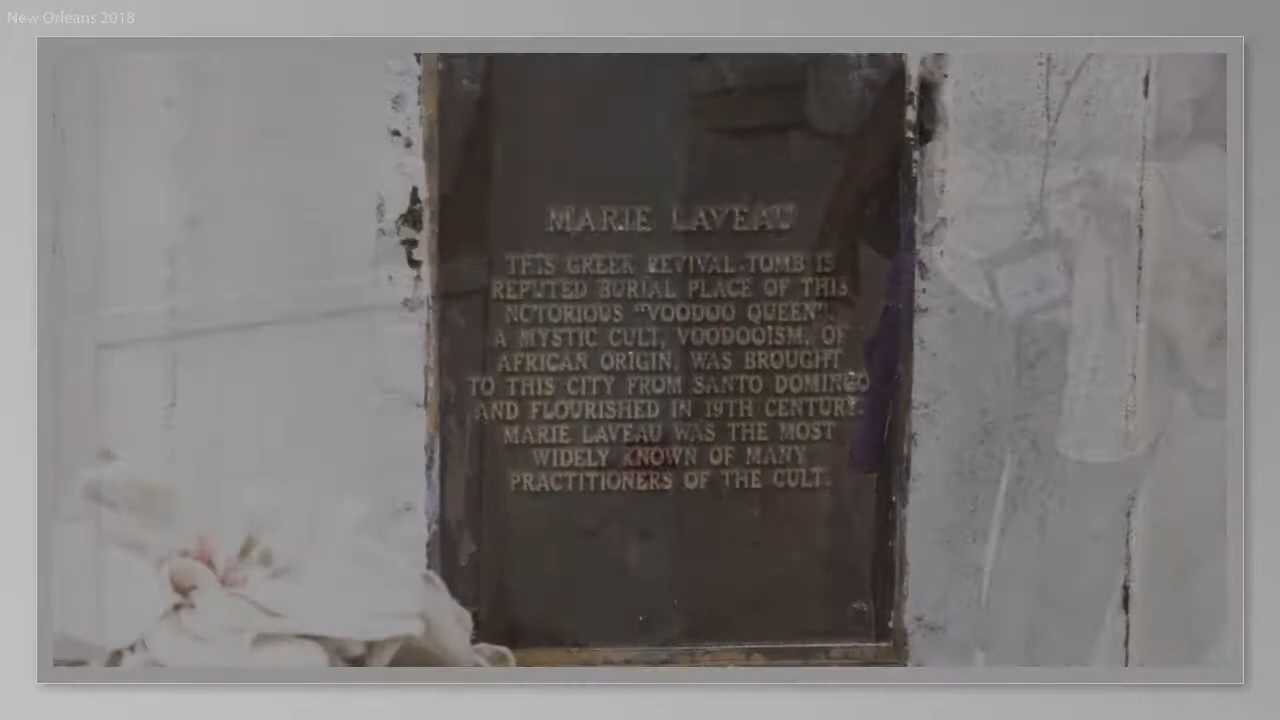 New Orleans 2018
MARIE LAVEAU
THIS GREEK REVIVAL TOMB IS
REPUTED BURIAL PLACE OF THIS
NOTORIOUS "VOODOO QUEEN".
A MYSTIC CULT, VOODOOISM, OF
AFRICAN ORIGIN, WAS BROUGHT
TO THIS CITY FROM SANTO DOMINGO
AND FLOURISHED IN 19TH CENTURY.
MARIE LAVEAU WAS THE MOST
WIDELY KNOWN OF MANY
PRACTITIONERS OF THE CULT.